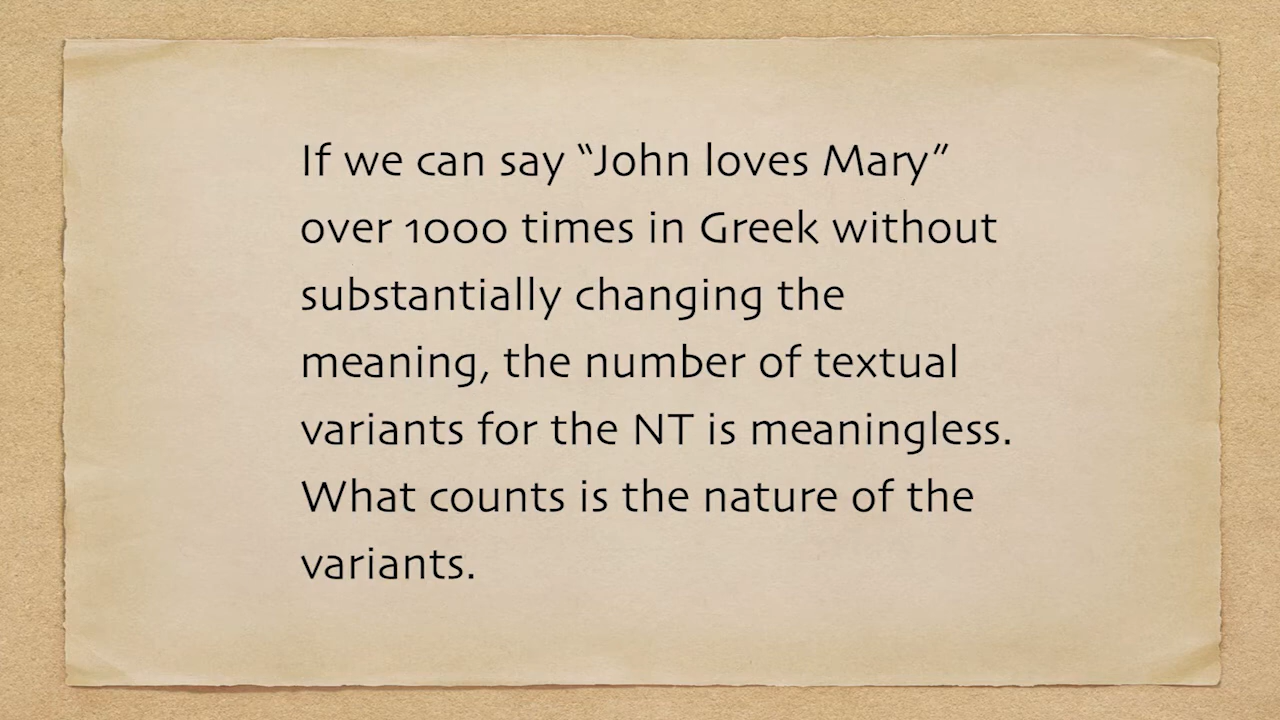 If we can say “John loves Mary”
over 1000 times in Greek without
substantially changing the
meaning, the number of textual
variants for the NT is meaningless.
What counts is the nature of the
variants.